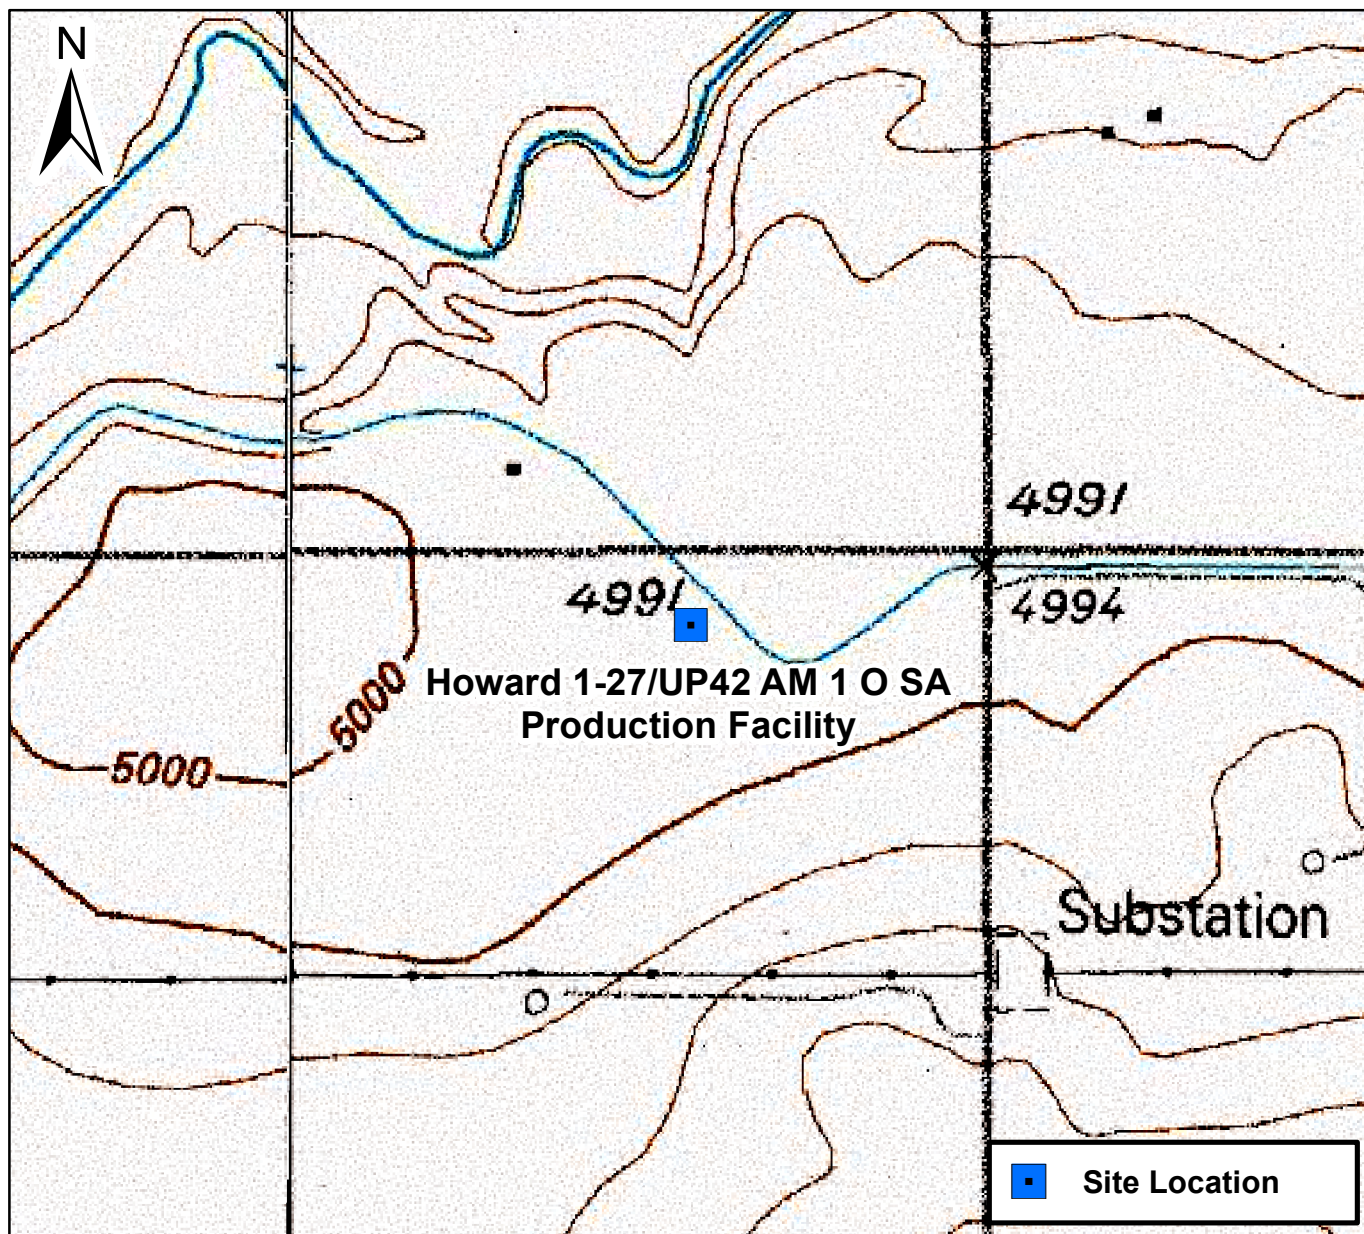 N
4991
4991
4994
Howard 1-27/UP42 AM 1 O SA
Production Facility
5000
5000
Substation
Site Location